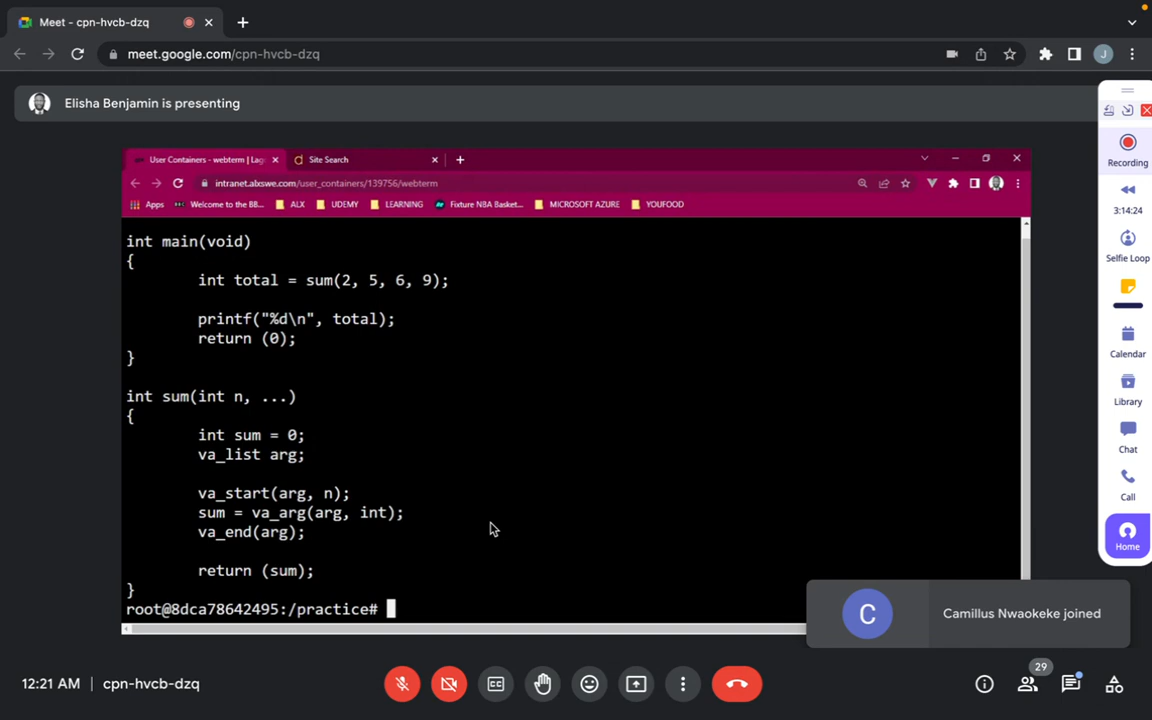 Meet - cpn-hvcb-dzq
meet.google.com/cpn-hvcb-dzq
J
Elisha Benjamin is presenting
User Containers - webterm | Lag
Site Search
intranet.alxswe.com/user_containers/139756/webterm
Apps
Welcome to the BB...
ALX
UDEMY
LEARNING
Fixture NBA Basket...
MICROSOFT AZURE
YOUFOOD
int main(void)
{
int total = sum(2, 5, 6, 9);
printf("%d\n", total);
return (0);
}
int sum(int n, ...)
{
int sum = 0;
va_list arg;
va_start(arg, n);
sum = va_arg(arg, int);
va_end(arg);
return (sum);
}
root@8dca78642495:/practice#
Recording
3:14:24
Selfie Loop
Calendar
Library
Chat
Call
Home
C
Camillus Nwaokeke joined
12:21 AM | cpn-hvcb-dzq
CC
29